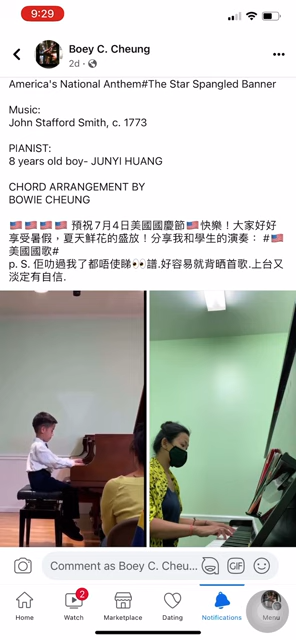 9:29
Boey C. Cheung
2d
America's National Anthem#The Star Spangled Banner
Music:
John Stafford Smith, c. 1773
PIANIST:
8 years old boy- JUNYI HUANG
CHORD ARRANGEMENT BY
BOWIE CHEUNG
🇺🇸🇺🇸🇺🇸🇺🇸 預祝7月4日美國國慶節🇺🇸快樂！大家好好
享受暑假，夏天鮮花的盛放！分享我和學生的演奏： #🇺🇸
美國國歌#
p. S. 佢叻過我了都唔使睇👀譜.好容易就背晒首歌.上台又
淡定有自信.
Comment as Boey C. Cheu...
GIF
2
Home
Watch
Marketplace
Dating
Notifications
Menu